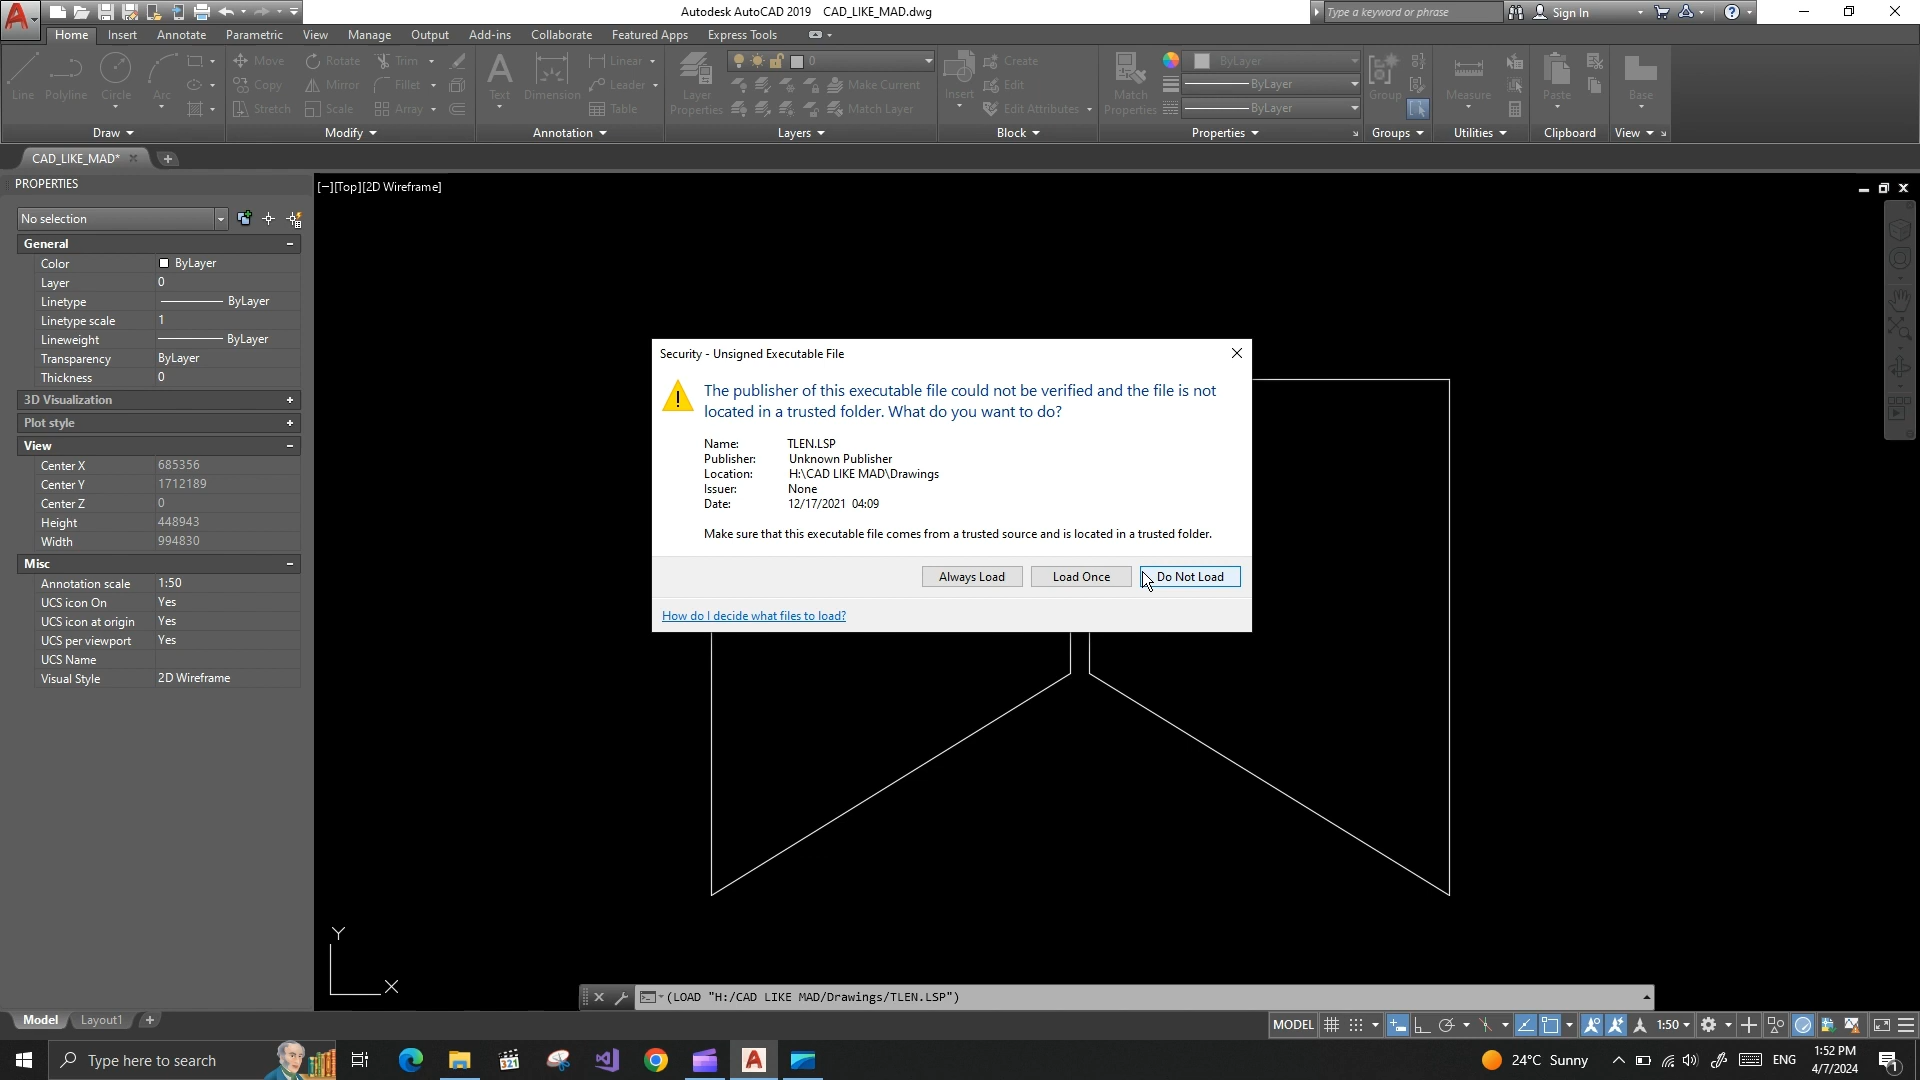 Autodesk AutoCAD 2019 CAD_LIKE_MAD.dwg
Type a keyword or phrase
Sign In
Home Insert Annotate Parametric View Manage Output Add-ins Collaborate Featured Apps Express Tools
Line Polyline Circle Arc
Move Rotate Trim
Copy Mirror Fillet
Stretch Scale Array
Text Dimension
Linear
Leader
Table
Layer Properties
0
Make Current
Match Layer
Insert
Create
Edit
Edit Attributes
Match Properties
ByLayer
ByLayer
ByLayer
Group
Measure
Paste
Base
Draw Modify Annotation Layers Block Properties Groups Utilities Clipboard View
CAD_LIKE_MAD*
PROPERTIES
No selection
General
Color ByLayer
Layer 0
Linetype ByLayer
Linetype scale 1
Lineweight ByLayer
Transparency ByLayer
Thickness 0
3D Visualization
Plot style
View
Center X 685356
Center Y 1712189
Center Z 0
Height 448943
Width 994830
Misc
Annotation scale 1:50
UCS icon On Yes
UCS icon at origin Yes
UCS per viewport Yes
UCS Name
Visual Style 2D Wireframe
[−][Top][2D Wireframe]
Security - Unsigned Executable File
The publisher of this executable file could not be verified and the file is not
located in a trusted folder. What do you want to do?
Name: TLEN.LSP
Publisher: Unknown Publisher
Location: H:\CAD LIKE MAD\Drawings
Issuer: None
Date: 12/17/2021 04:09
Make sure that this executable file comes from a trusted source and is located in a trusted folder.
Always Load Load Once Do Not Load
How do I decide what files to load?
Y
X
(LOAD "H:/CAD LIKE MAD/Drawings/TLEN.LSP")
Model Layout1
MODEL 1:50
Type here to search
321
24°C Sunny
ENG
1:52 PM
4/7/2024
1